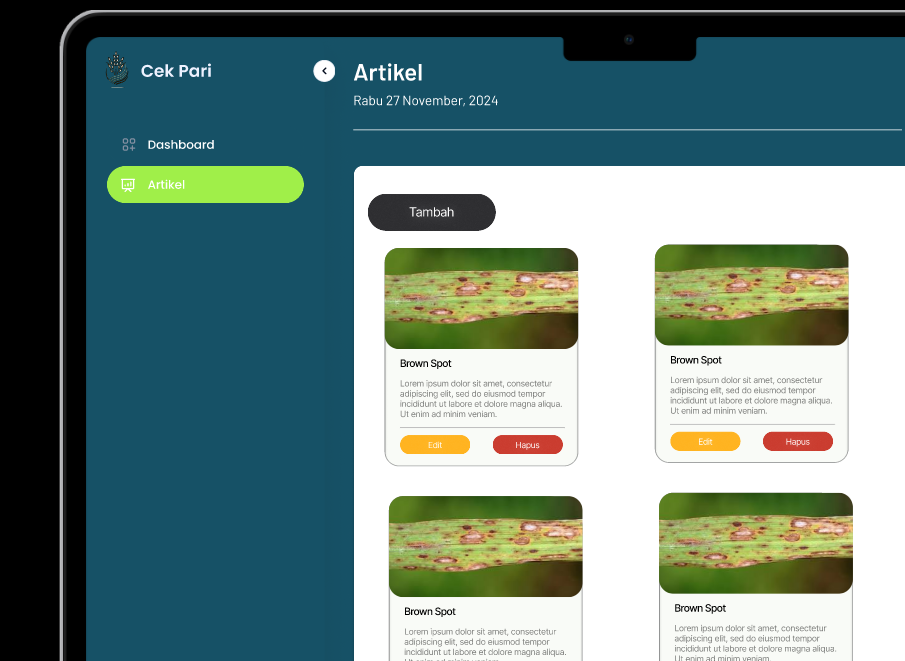 Cek Pari
Artikel
Rabu 27 November, 2024
Dashboard
Artikel
Tambah
Brown Spot
Lorem ipsum dolor sit amet, consectetur
adipiscing elit, sed do eiusmod tempor
incididunt ut labore et dolore magna aliqua.
Ut enim ad minim veniam.
Edit
Hapus
Brown Spot
Lorem ipsum dolor sit amet, consectetur
adipiscing elit, sed do eiusmod tempor
incididunt ut labore et dolore magna aliqua.
Ut enim ad minim veniam.
Edit
Hapus
Brown Spot
Lorem ipsum dolor sit amet, consectetur
adipiscing elit, sed do eiusmod tempor
incididunt ut labore et dolore magna aliqua.
Brown Spot
Lorem ipsum dolor sit amet, consectetur
adipiscing elit, sed do eiusmod tempor
incididunt ut labore et dolore magna aliqua.